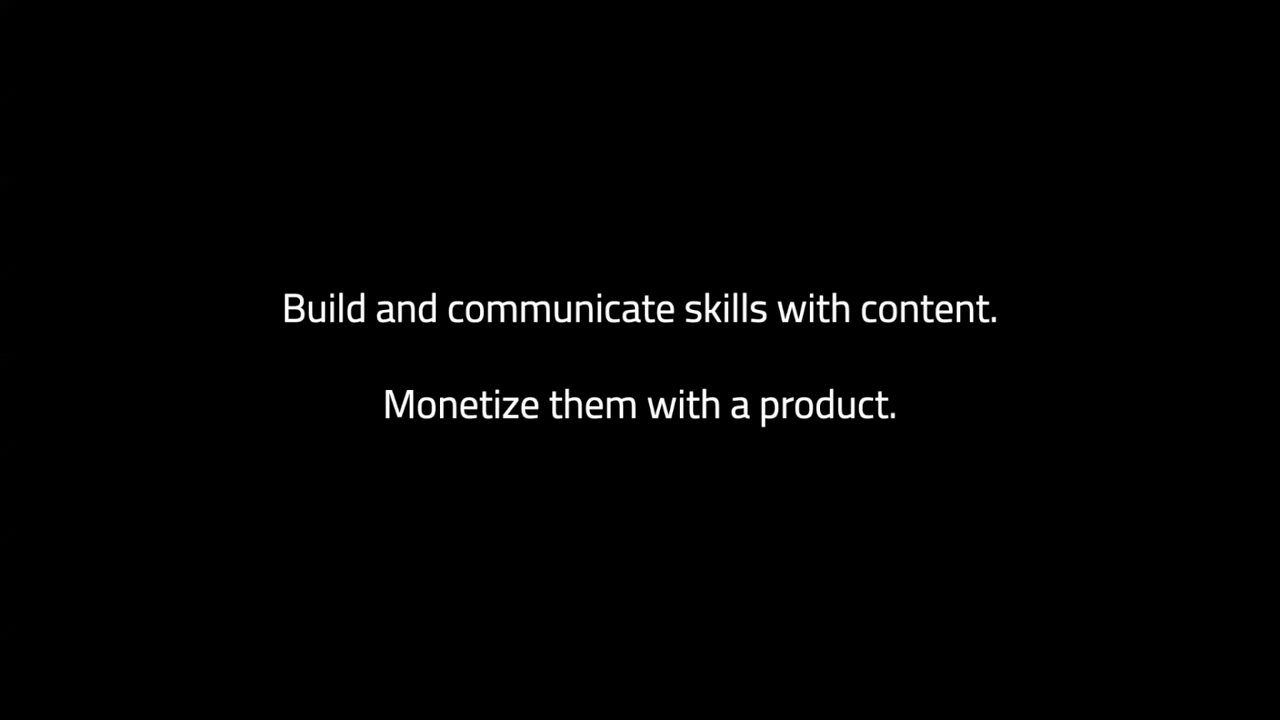 Build and communicate skills with content.
Monetize them with a product.